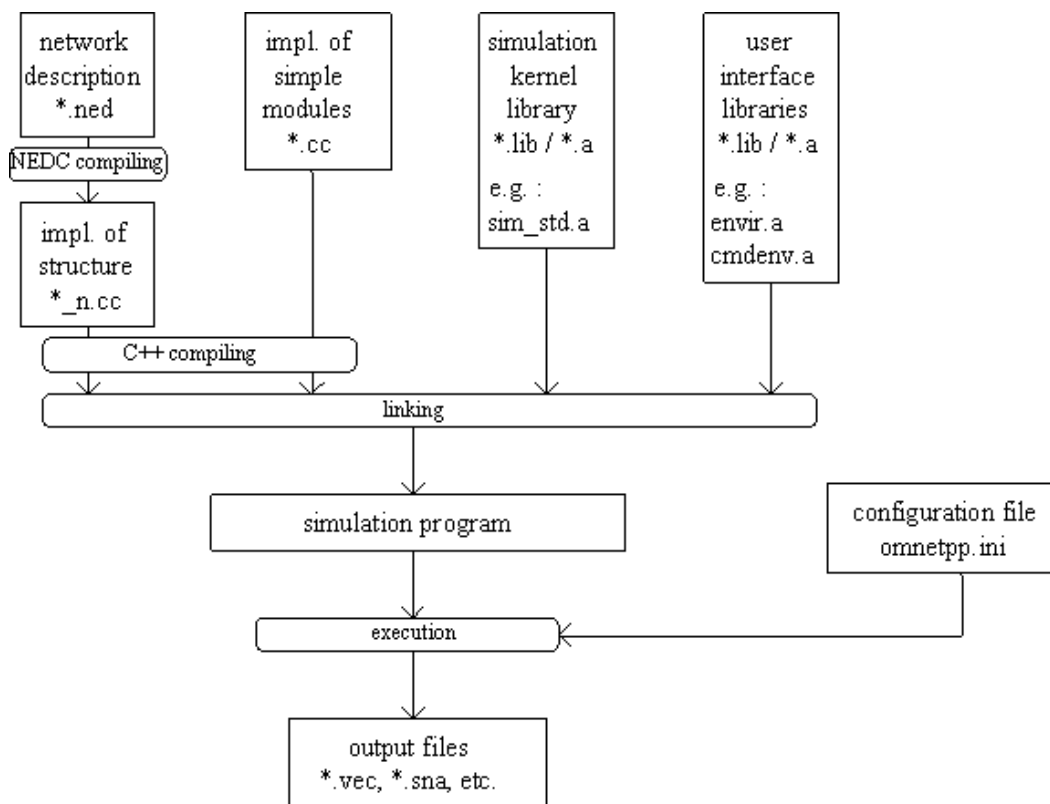 network
description
*.ned
impl. of
simple
modules
*.cc
simulation
kernel
library
*.lib / *.a
e.g. :
sim_std.a
user
interface
libraries
*.lib / *.a
e.g. :
envir.a
cmdenv.a
NEDC compiling
impl. of
structure
*_n.cc
C++ compiling
linking
simulation program
configuration file
omnetpp.ini
execution
output files
*.vec, *.sna, etc.